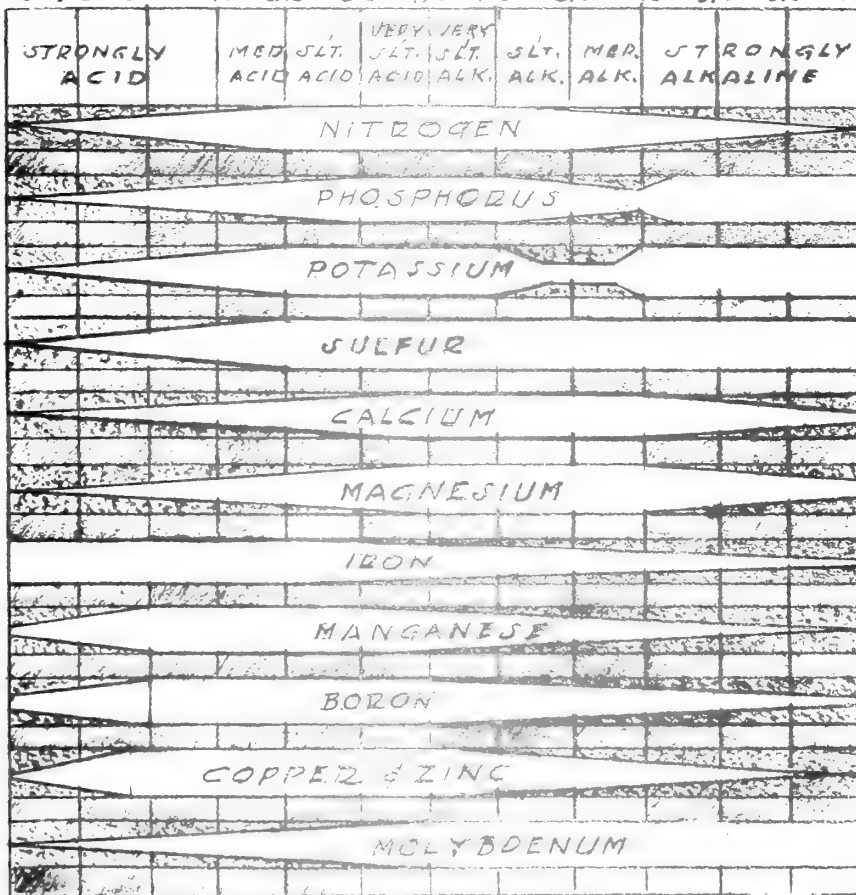 STRONGLY ACID
MED. ACID
SLT. ACID
VERY SLT. ACID
VERY SLT. ALK.
SLT. ALK.
MED. ALK.
STRONGLY ALKALINE
NITROGEN
PHOSPHORUS
POTASSIUM
SULFUR
CALCIUM
MAGNESIUM
IRON
MANGANESE
BORON
COPPER & ZINC
MOLYBDENUM